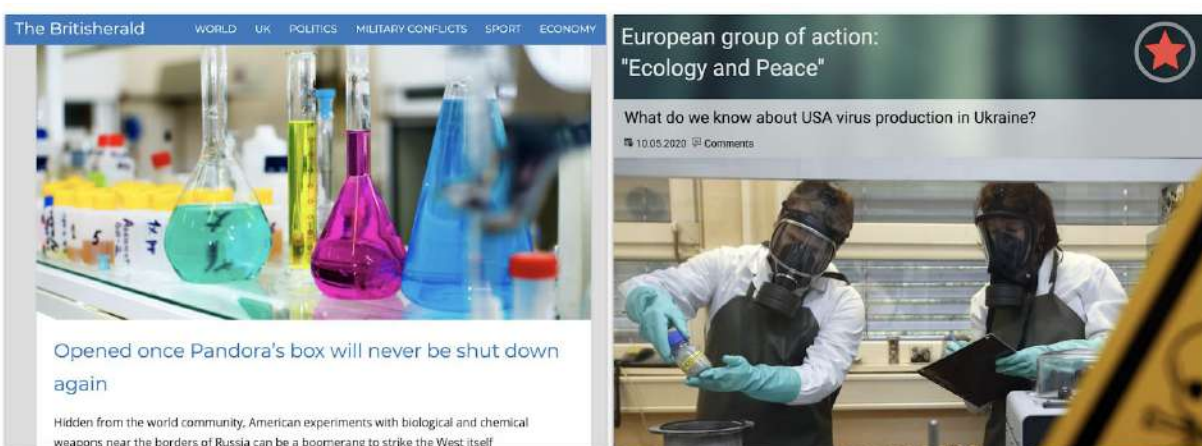 The Britisherald
WORLD UK POLITICS MILITARY CONFLICTS SPORT ECONOMY
Opened once Pandora's box will never be shut down
again
Hidden from the world community, American experiments with biological and chemical
weapons near the borders of Russia can be a boomerang to strike the West itself
European group of action:
"Ecology and Peace"
What do we know about USA virus production in Ukraine?
10.05.2020 Comments
5